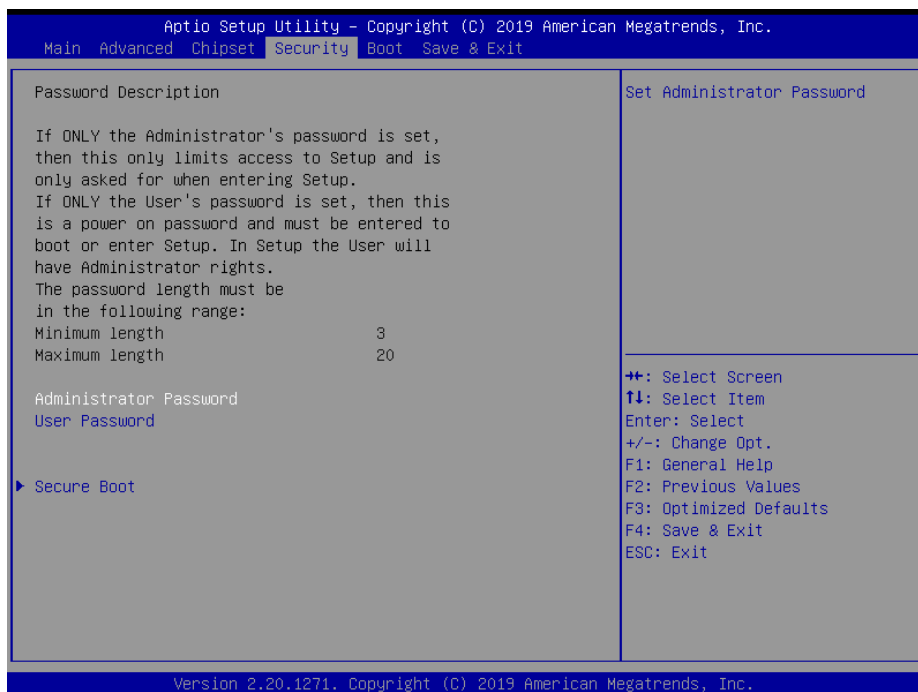 Aptio Setup Utility – Copyright (C) 2019 American Megatrends, Inc.
Main Advanced Chipset Security Boot Save & Exit
Password Description
If ONLY the Administrator's password is set,
then this only limits access to Setup and is
only asked for when entering Setup.
If ONLY the User's password is set, then this
is a power on password and must be entered to
boot or enter Setup. In Setup the User will
have Administrator rights.
The password length must be
in the following range:
Minimum length 3
Maximum length 20
Administrator Password
User Password
Secure Boot
Set Administrator Password
→←: Select Screen
↑↓: Select Item
Enter: Select
+/-: Change Opt.
F1: General Help
F2: Previous Values
F3: Optimized Defaults
F4: Save & Exit
ESC: Exit
Version 2.20.1271. Copyright (C) 2019 American Megatrends, Inc.